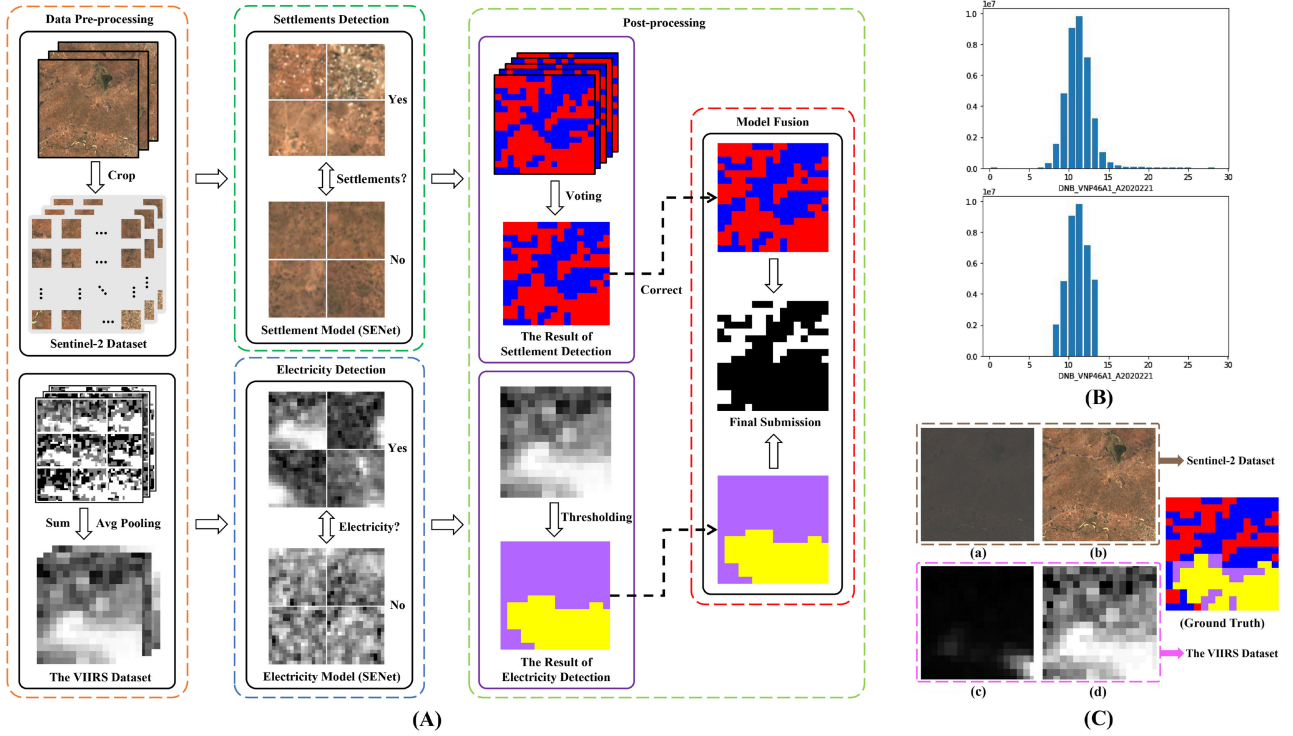 Data Pre-processing
Crop
Sentinel-2 Dataset
Sum
Avg Pooling
The VIIRS Dataset
Settlements Detection
Yes
Settlements?
No
Settlement Model (SENet)
Electricity Detection
Yes
Electricity?
No
Electricity Model (SENet)
Post-processing
Voting
The Result of
Settlement Detection
Correct
Thresholding
The Result of
Electricity Detection
Model Fusion
Final Submission
(A)
1e7
1.0
0.8
0.6
0.4
0.2
0.0
0 5 10 15 20 25 30
DNB_VNP46A1_A2020221
1e7
1.0
0.8
0.6
0.4
0.2
0.0
0 5 10 15 20 25 30
DNB_VNP46A1_A2020221
(B)
Sentinel-2 Dataset
(a) (b)
(Ground Truth)
The VIIRS Dataset
(c) (d)
(C)